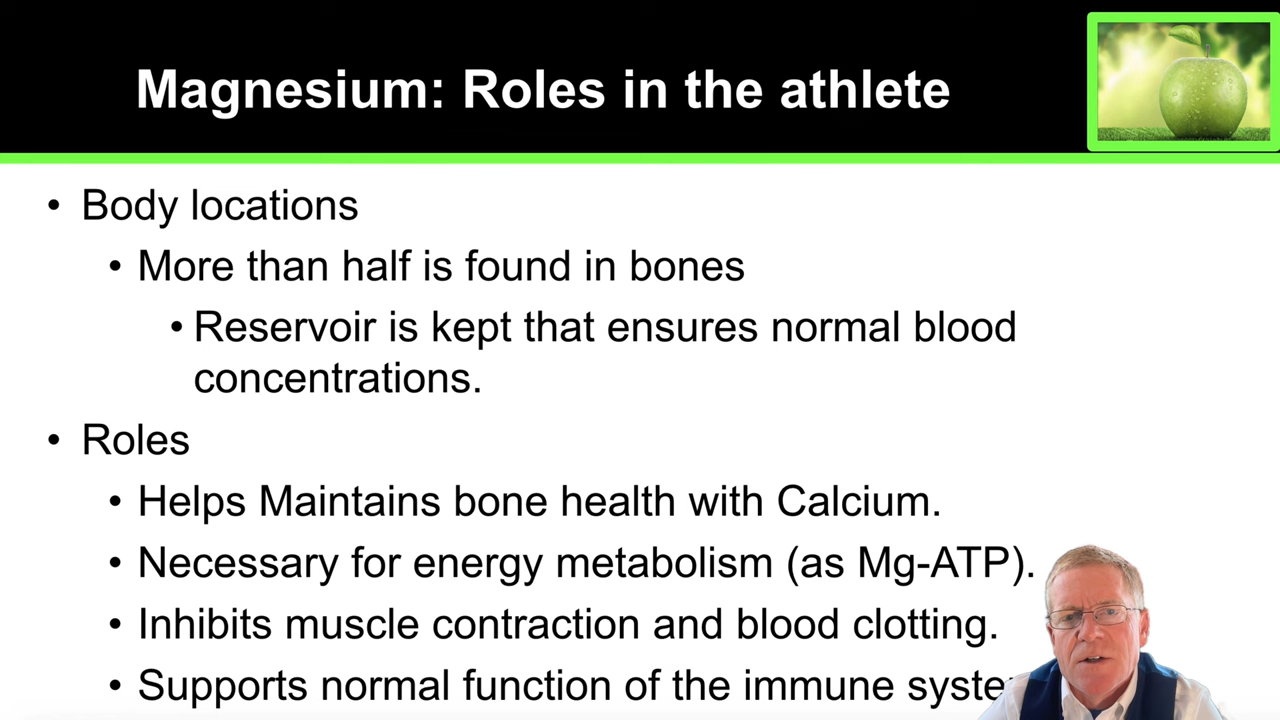 Magnesium: Roles in the athlete
• Body locations
• More than half is found in bones
• Reservoir is kept that ensures normal blood
concentrations.
• Roles
• Helps Maintains bone health with Calcium.
• Necessary for energy metabolism (as Mg-ATP).
• Inhibits muscle contraction and blood clotting.
• Supports normal function of the immune syste